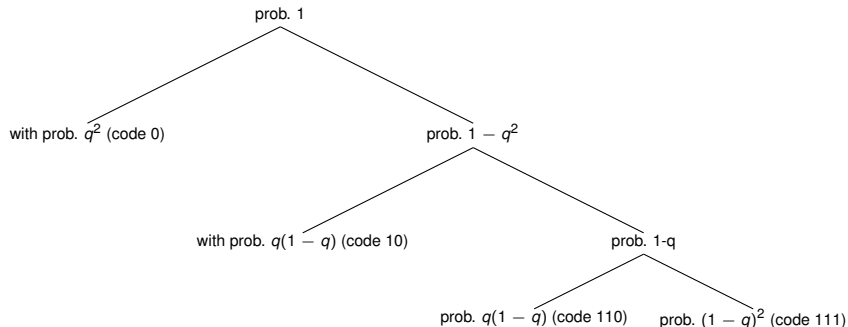 prob. 1
with prob. q² (code 0)
prob. 1 − q²
with prob. q(1 − q) (code 10)
prob. 1-q
prob. q(1 − q) (code 110)
prob. (1 − q)² (code 111)